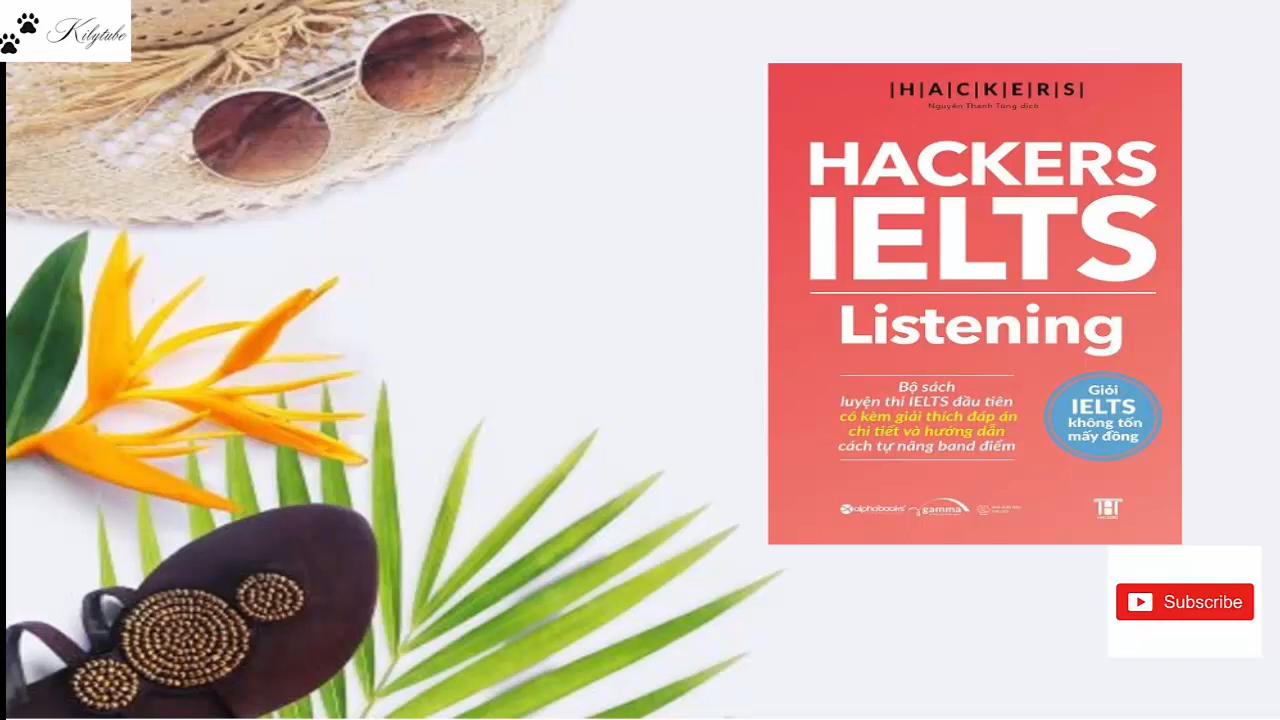 Kilytube
|H|A|C|K|E|R|S|
Nguyễn Thanh Tùng dịch
HACKERS
IELTS
Listening
Bộ sách
luyện thi IELTS đầu tiên
có kèm giải thích đáp án
chi tiết và hướng dẫn
cách tự nâng band điểm
Giỏi
IELTS
không tốn
mấy đồng
alphabooks
gamma
Subscribe